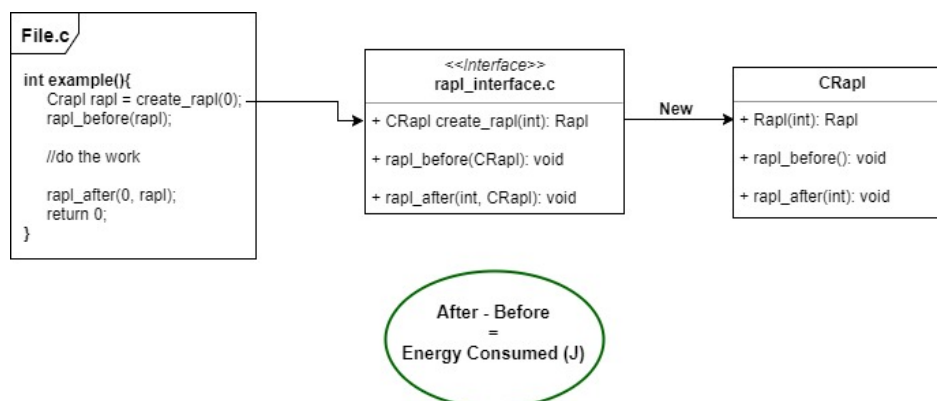 File.c
int example(){
Crapl rapl = create_rapl(0);
rapl_before(rapl);
//do the work
rapl_after(0, rapl);
return 0;
}
<<Interface>>
rapl_interface.c
+ CRapl create_rapl(int): Rapl
+ rapl_before(CRapl): void
+ rapl_after(int, CRapl): void
New
CRapl
+ Rapl(int): Rapl
+ rapl_before(): void
+ rapl_after(int): void
After - Before
=
Energy Consumed (J)